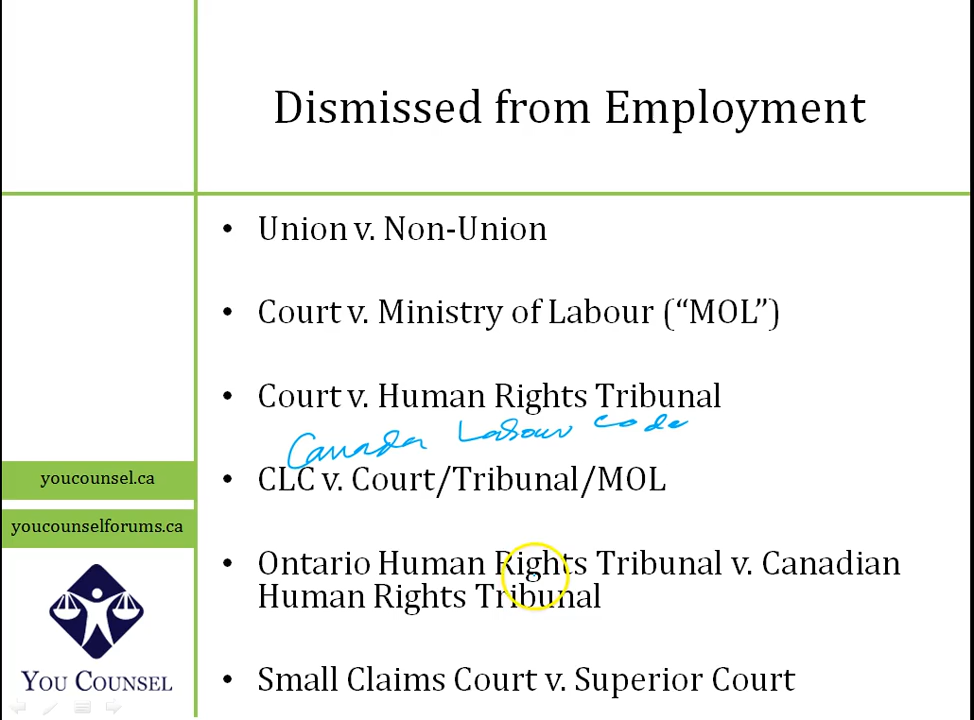 Dismissed from Employment
• Union v. Non-Union
• Court v. Ministry of Labour (“MOL”)
• Court v. Human Rights Tribunal
Canada Labour code
• CLC v. Court/Tribunal/MOL
youcounsel.ca
youcounselforums.ca
• Ontario Human Rights Tribunal v. Canadian
Human Rights Tribunal
• Small Claims Court v. Superior Court
YOU COUNSEL